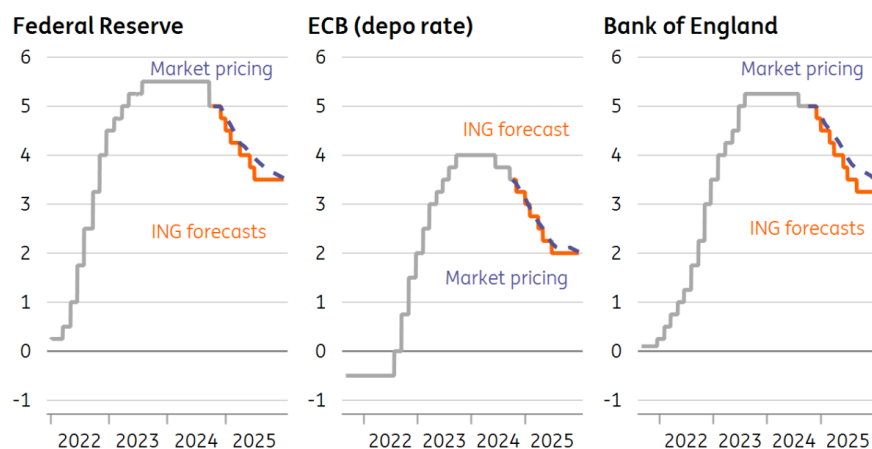 Federal Reserve
6
Market pricing
5
4
3
ING forecasts
2
1
0
-1
2022 2023 2024 2025
ECB (depo rate)
6
5
ING forecast
4
3
2
Market pricing
1
0
-1
2022 2023 2024 2025
Bank of England
6
Market pricing
5
4
3
ING forecasts
2
1
0
-1
2022 2023 2024 2025